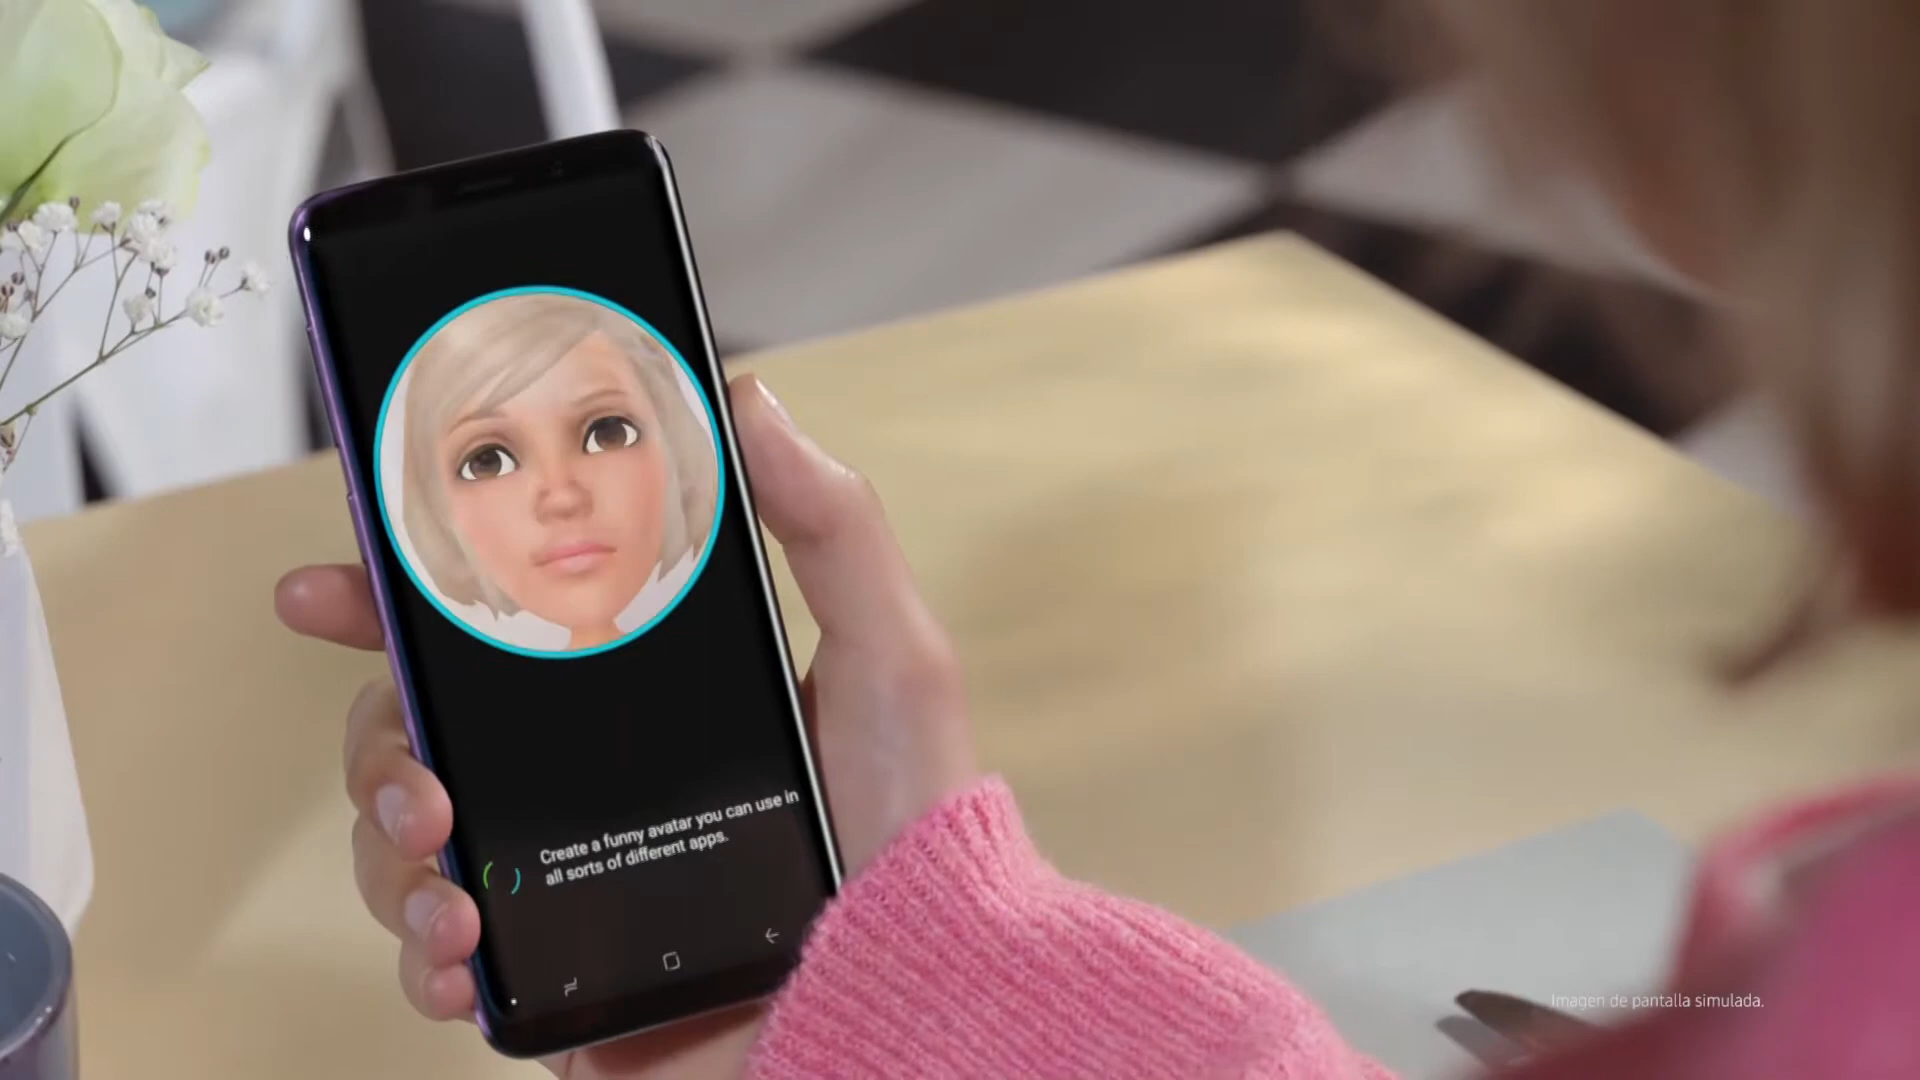 Create a funny avatar you can use in
all sorts of different apps.
Imagen de pantalla simulada.